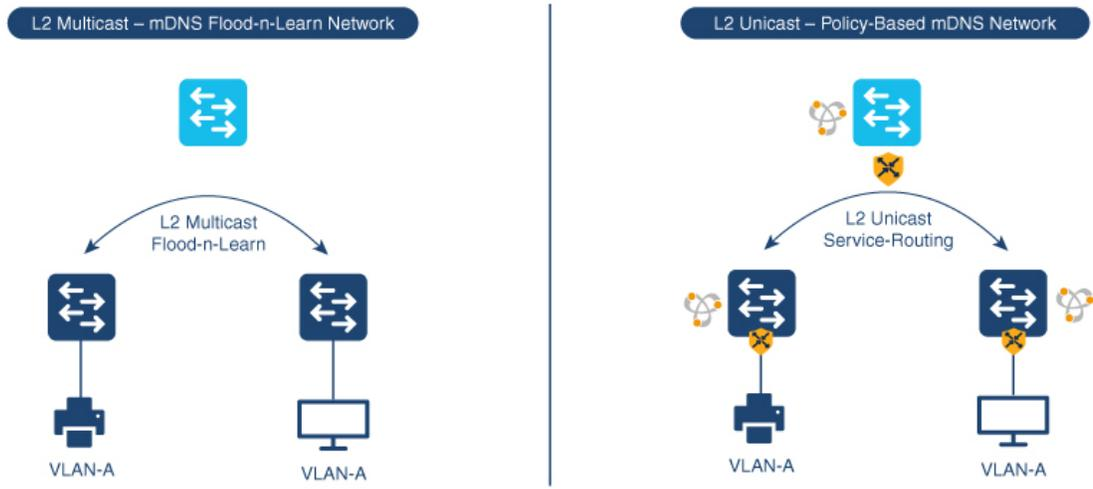 L2 Multicast – mDNS Flood-n-Learn Network
L2 Multicast
Flood-n-Learn
VLAN-A
VLAN-A
L2 Unicast – Policy-Based mDNS Network
L2 Unicast
Service-Routing
VLAN-A
VLAN-A